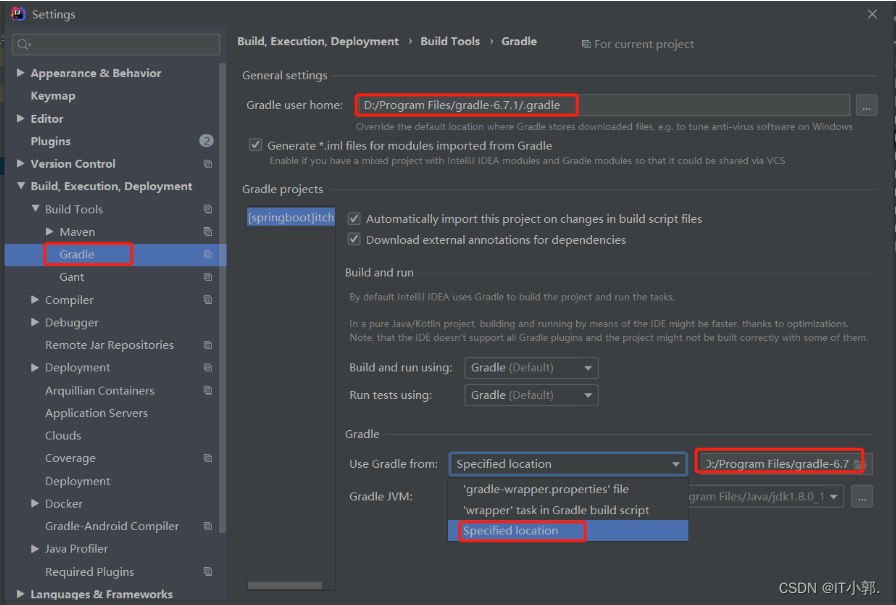 Settings
Build, Execution, Deployment › Build Tools › Gradle For current project
Appearance & Behavior
Keymap
Editor
Plugins 2
Version Control
Build, Execution, Deployment
Build Tools
Maven
Gradle
Gant
Compiler
Debugger
Remote Jar Repositories
Deployment
Arquillian Containers
Application Servers
Clouds
Coverage
Deployment
Docker
Gradle-Android Compiler
Java Profiler
Required Plugins
Languages & Frameworks
General settings
Gradle user home: D:/Program Files/gradle-6.7.1/.gradle ...
Override the default location where Gradle stores downloaded files, e.g. to tune anti-virus software on Windows
Generate *.iml files for modules imported from Gradle
Enable if you have a mixed project with IntelliJ IDEA modules and Gradle modules so that it could be shared via VCS
Gradle projects
[springboot]itch
Automatically import this project on changes in build script files
Download external annotations for dependencies
Build and run
By default IntelliJ IDEA uses Gradle to build the project and run the tasks.
In a pure Java/Kotlin project, building and running by means of the IDE might be faster, thanks to optimizations.
Note, that the IDE doesn't support all Gradle plugins and the project might not be built correctly with some of them.
Build and run using: Gradle (Default)
Run tests using: Gradle (Default)
Gradle
Use Gradle from: Specified location D:/Program Files/gradle-6.7
'gradle-wrapper.properties' file
Gradle JVM: gram Files/Java/jdk1.8.0_1 ...
'wrapper' task in Gradle build script
Specified location
CSDN @IT小郭.